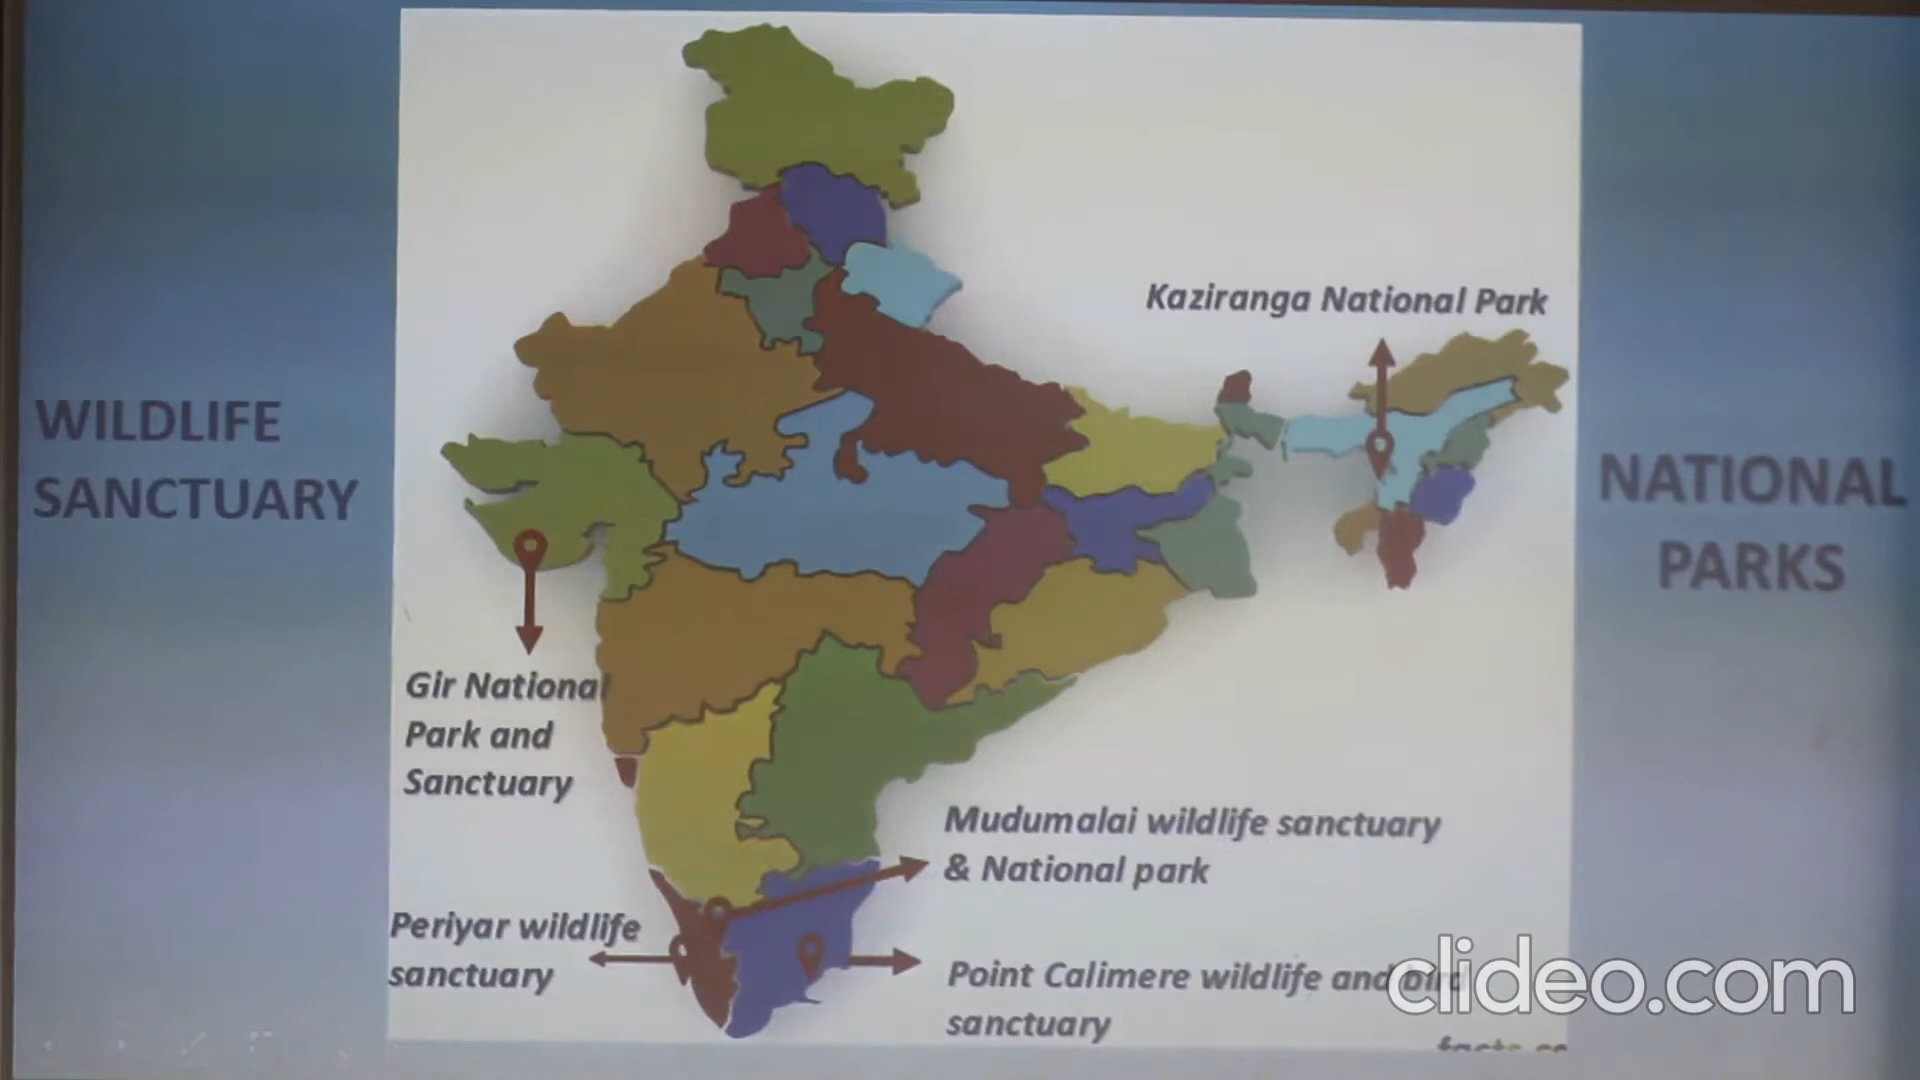 WILDLIFE
SANCTUARY
Kaziranga National Park
NATIONAL
PARKS
Gir National
Park and
Sanctuary
Mudumalai wildlife sanctuary
& National park
Periyar wildlife
sanctuary
Point Calimere wildlife and bird
sanctuary
clideo.com